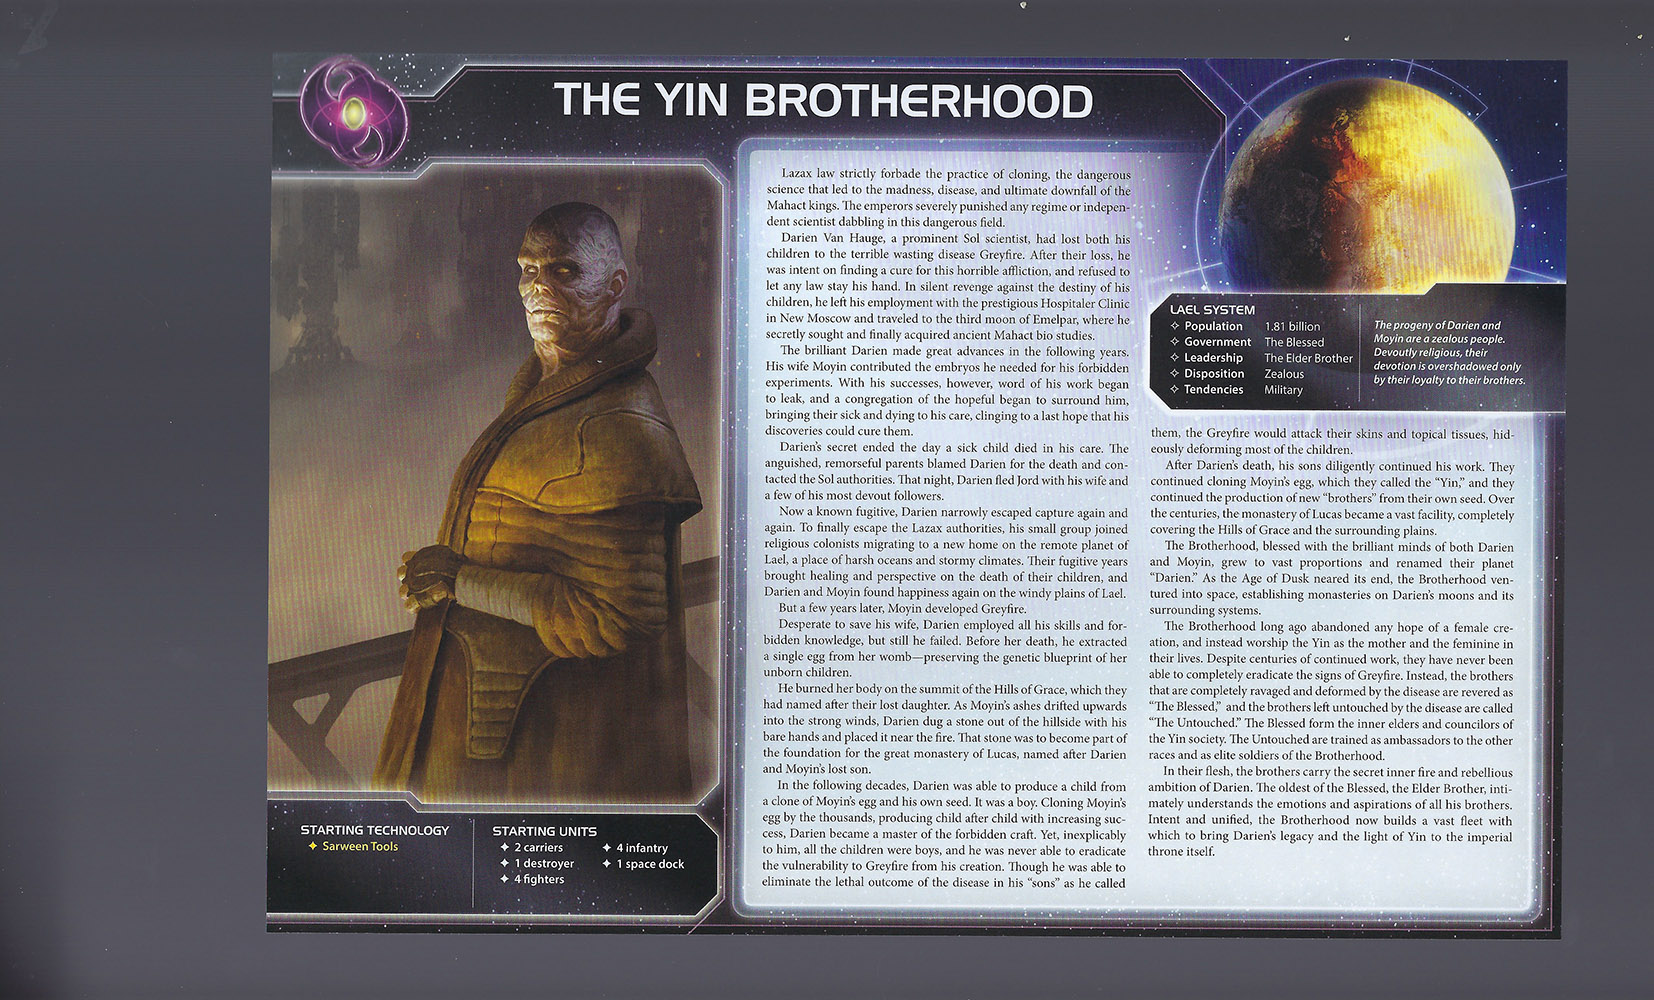 THE YIN BROTHERHOOD
Lazax law strictly forbade the practice of cloning, the dangerous
science that led to the madness, disease, and ultimate downfall of the
Mahact kings. The emperors severely punished any regime or indepen-
dent scientist dabbling in this dangerous field.
Darien Van Hauge, a prominent Sol scientist, had lost both his
children to the terrible wasting disease Greyfire. After their loss, he
was intent on finding a cure for this horrible affliction, and refused to
let any law stay his hand. In silent revenge against the destiny of his
children, he left his employment with the prestigious Hospitaler Clinic
in New Moscow and traveled to the third moon of Emelpar, where he
secretly sought and finally acquired ancient Mahact bio studies.
The brilliant Darien made great advances in the following years.
His wife Moyin contributed the embryos he needed for his forbidden
experiments. With his successes, however, word of his work began
to leak, and a congregation of the hopeful began to surround him,
bringing their sick and dying to his care, clinging to a last hope that his
discoveries could cure them.
Darien's secret ended the day a sick child died in his care. The
anguished, remorseful parents blamed Darien for the death and con-
tacted the Sol authorities. That night, Darien fled Jord with his wife and
a few of his most devout followers.
Now a known fugitive, Darien narrowly escaped capture again and
again. To finally escape the Lazax authorities, his small group joined
religious colonists migrating to a new home on the remote planet of
Lael, a place of harsh oceans and stormy climates. Their fugitive years
brought healing and perspective on the death of their children, and
Darien and Moyin found happiness again on the windy plains of Lael.
But a few years later, Moyin developed Greyfire.
Desperate to save his wife, Darien employed all his skills and for-
bidden knowledge, but still he failed. Before her death, he extracted
a single egg from her womb—preserving the genetic blueprint of her
unborn children.
He burned her body on the summit of the Hills of Grace, which they
had named after their lost daughter. As Moyin's ashes drifted upwards
into the strong winds, Darien dug a stone out of the hillside with his
bare hands and placed it near the fire. That stone was to become part of
the foundation for the great monastery of Lucas, named after Darien
and Moyin's lost son.
In the following decades, Darien was able to produce a child from
a clone of Moyin's egg and his own seed. It was a boy. Cloning Moyin's
egg by the thousands, producing child after child with increasing suc-
cess, Darien became a master of the forbidden craft. Yet, inexplicably
to him, all the children were boys, and he was never able to eradicate
the vulnerability to Greyfire from his creation. Though he was able to
eliminate the lethal outcome of the disease in his "sons" as he called
LAEL SYSTEM
✧ Population 1.81 billion
✧ Government The Blessed
✧ Leadership The Elder Brother
✧ Disposition Zealous
✧ Tendencies Military
The progeny of Darien and
Moyin are a zealous people.
Devoutly religious, their
devotion is overshadowed only
by their loyalty to their brothers.
them, the Greyfire would attack their skins and topical tissues, hid-
eously deforming most of the children.
After Darien's death, his sons diligently continued his work. They
continued cloning Moyin's egg, which they called the "Yin," and they
continued the production of new "brothers" from their own seed. Over
the centuries, the monastery of Lucas became a vast facility, completely
covering the Hills of Grace and the surrounding plains.
The Brotherhood, blessed with the brilliant minds of both Darien
and Moyin, grew to vast proportions and renamed their planet
"Darien." As the Age of Dusk neared its end, the Brotherhood ven-
tured into space, establishing monasteries on Darien's moons and its
surrounding systems.
The Brotherhood long ago abandoned any hope of a female cre-
ation, and instead worship the Yin as the mother and the feminine in
their lives. Despite centuries of continued work, they have never been
able to completely eradicate the signs of Greyfire. Instead, the brothers
that are completely ravaged and deformed by the disease are revered as
"The Blessed," and the brothers left untouched by the disease are called
"The Untouched." The Blessed form the inner elders and councilors of
the Yin society. The Untouched are trained as ambassadors to the other
races and as elite soldiers of the Brotherhood.
In their flesh, the brothers carry the secret inner fire and rebellious
ambition of Darien. The oldest of the Blessed, the Elder Brother, inti-
mately understands the emotions and aspirations of all his brothers.
Intent and unified, the Brotherhood now builds a vast fleet with
which to bring Darien's legacy and the light of Yin to the imperial
throne itself.
STARTING TECHNOLOGY
✦ Sarween Tools
STARTING UNITS
✦ 2 carriers
✦ 1 destroyer
✦ 4 fighters
✦ 4 infantry
✦ 1 space dock